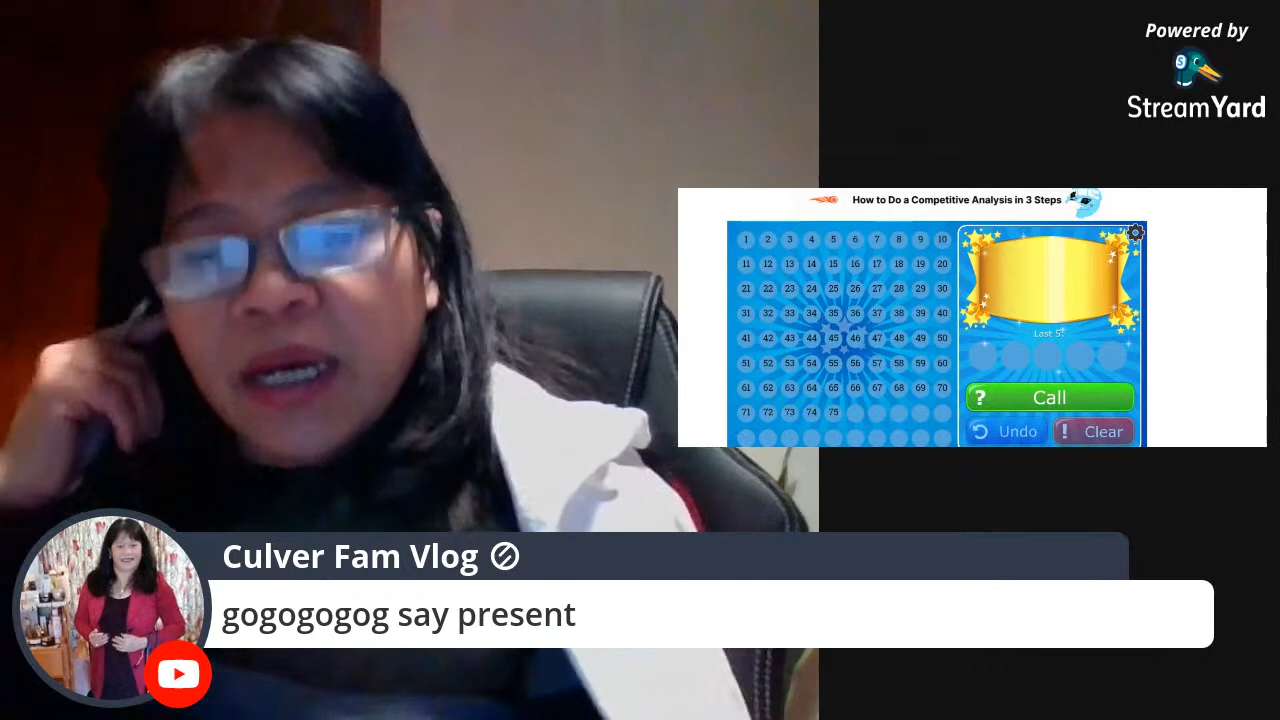 Powered by
StreamYard
How to Do a Competitive Analysis in 3 Steps
1 2 3 4 5 6 7 8 9 10
11 12 13 14 15 16 17 18 19 20
21 22 23 24 25 26 27 28 29 30
31 32 33 34 35 36 37 38 39 40
41 42 43 44 45 46 47 48 49 50
51 52 53 54 55 56 57 58 59 60
61 62 63 64 65 66 67 68 69 70
71 72 73 74 75
Last 5:
? Call
Undo ! Clear
Culver Fam Vlog
gogogogog say present